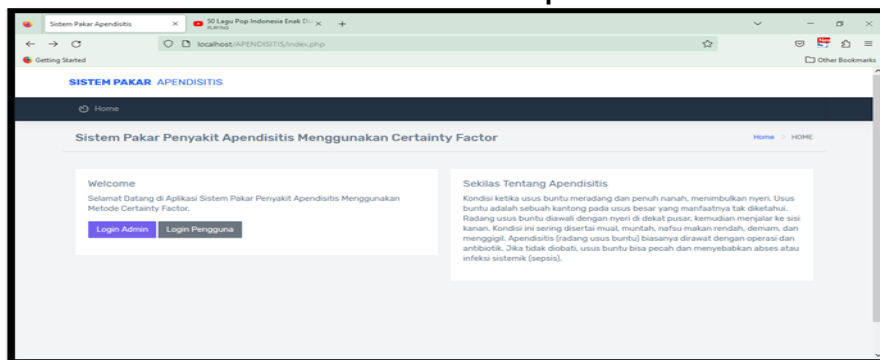 Sistem Pakar Apendisitis
50 Lagu Pop Indonesia Enak Di
PLAYING
localhost/APENDISITIS/index.php
New
Getting Started
Other Bookmarks
SISTEM PAKAR APENDISITIS
Home
Sistem Pakar Penyakit Apendisitis Menggunakan Certainty Factor
Home
HOME
Welcome
Selamat Datang di Aplikasi Sistem Pakar Penyakit Apendisitis Menggunakan
Metode Certainty Factor.
Login Admin
Login Pengguna
Sekilas Tentang Apendisitis
Kondisi ketika usus buntu meradang dan penuh nanah, menimbulkan nyeri. Usus
buntu adalah sebuah kantong pada usus besar yang manfaatnya tak diketahui.
Radang usus buntu diawali dengan nyeri di dekat pusar, kemudian menjalar ke sisi
kanan. Kondisi ini sering disertai mual, muntah, nafsu makan rendah, demam, dan
menggigil. Apendisitis (radang usus buntu) biasanya dirawat dengan operasi dan
antibiotik. Jika tidak diobati, usus buntu bisa pecah dan menyebabkan abses atau
infeksi sistemik (sepsis).